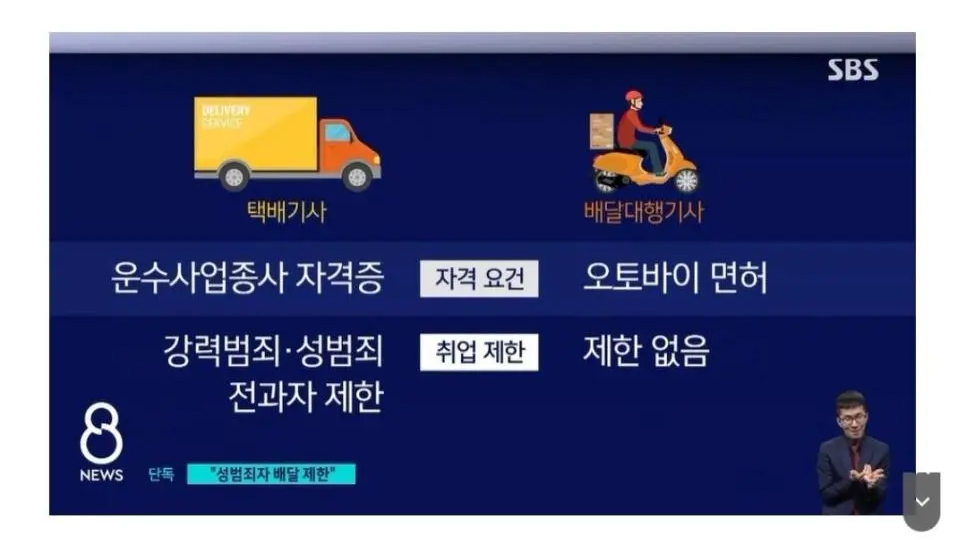 SBS
DELIVERY
SERVICE
택배기사
배달대행기사
운수사업종사 자격증
자격 요건
오토바이 면허
강력범죄·성범죄
전과자 제한
취업 제한
제한 없음
8
NEWS
단독
"성범죄자 배달 제한"